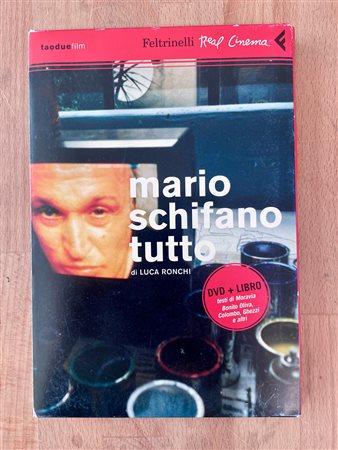 taoduefilm
Feltrinelli Real Cinema
mario
schifano
tutto
di LUCA RONCHI
DVD + LIBRO
testi di Moravia
Bonito Oliva,
Colombo, Ghezzi
e altri